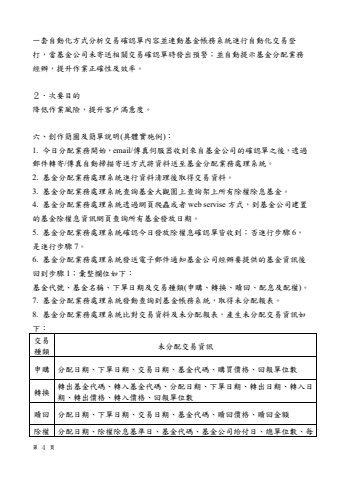 一套自動化方式分析交易確認單內容並連動基金帳務系統進行自動化交易登
打，當基金公司未寄送相關交易確認單時發出預警；並自動提示基金分配業務
經辦，提升作業正確性及效率。
２．次要目的
降低作業風險，提升客戶滿意度。
六、創作簡圖及簡單說明(具體實施例)：
1. 今日分配業務開始，email/傳真伺服器收到來自基金公司的確認單之後，透過
郵件轉寄/傳真自動掃描寄送方式將資料送至基金分配業務處理系統。
2. 基金分配業務處理系統進行資料清理後取得交易資料。
3. 基金分配業務處理系統查詢基金大觀園上查詢架上所有除權除息基金。
4. 基金分配業務處理系統透過網頁爬蟲或者 web servise 方式，到基金公司建置
的基金除權息資訊網頁查詢所有基金發放日期。
5. 基金分配業務處理系統確認今日發放除權息確認單皆收到；否進行步驟 6，
是進行步驟 7。
6. 基金分配業務處理系統發送電子郵件通知基金公司經辦要提供的基金資訊後
回到步驟 1；彙整欄位如下：
基金代號、基金名稱、下單日期及交易種類(申購、轉換、贖回、配息及配權)。
7. 基金分配業務處理系統發動查詢到基金帳務系統，取得未分配報表。
8. 基金分配業務處理系統比對交易資料及未分配報表，產生未分配交易資訊如
下：
交易
種類
未分配交易資訊
申購 分配日期、下單日期、交易日期、基金代碼、購買價格、回報單位數
轉換 轉出基金代碼、轉入基金代碼、分配日期、下單日期、轉出日期、轉入日
期、轉出價格、轉入價格、回報單位數
贖回 分配日期、下單日期、交易日期、基金代碼、贖回價格、贖回金額
除權 分配日期、除權除息基準日、基金代碼、基金公司給付日、總單位數、每
第 4 頁